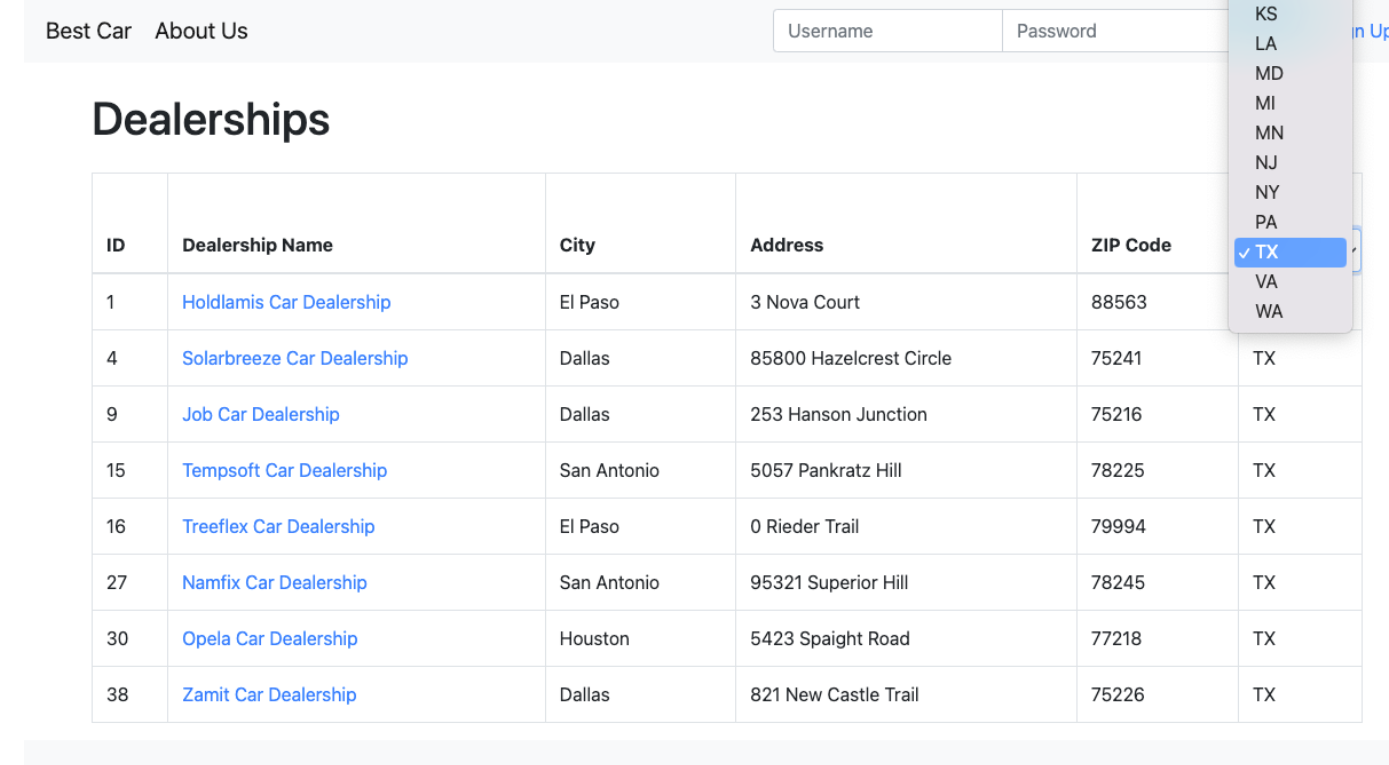 Best Car About Us Username Password n Up
Dealerships
ID Dealership Name City Address ZIP Code
1 Holdlamis Car Dealership El Paso 3 Nova Court 88563
4 Solarbreeze Car Dealership Dallas 85800 Hazelcrest Circle 75241 TX
9 Job Car Dealership Dallas 253 Hanson Junction 75216 TX
15 Tempsoft Car Dealership San Antonio 5057 Pankratz Hill 78225 TX
16 Treeflex Car Dealership El Paso 0 Rieder Trail 79994 TX
27 Namfix Car Dealership San Antonio 95321 Superior Hill 78245 TX
30 Opela Car Dealership Houston 5423 Spaight Road 77218 TX
38 Zamit Car Dealership Dallas 821 New Castle Trail 75226 TX
KS
LA
MD
MI
MN
NJ
NY
PA
✓ TX
VA
WA